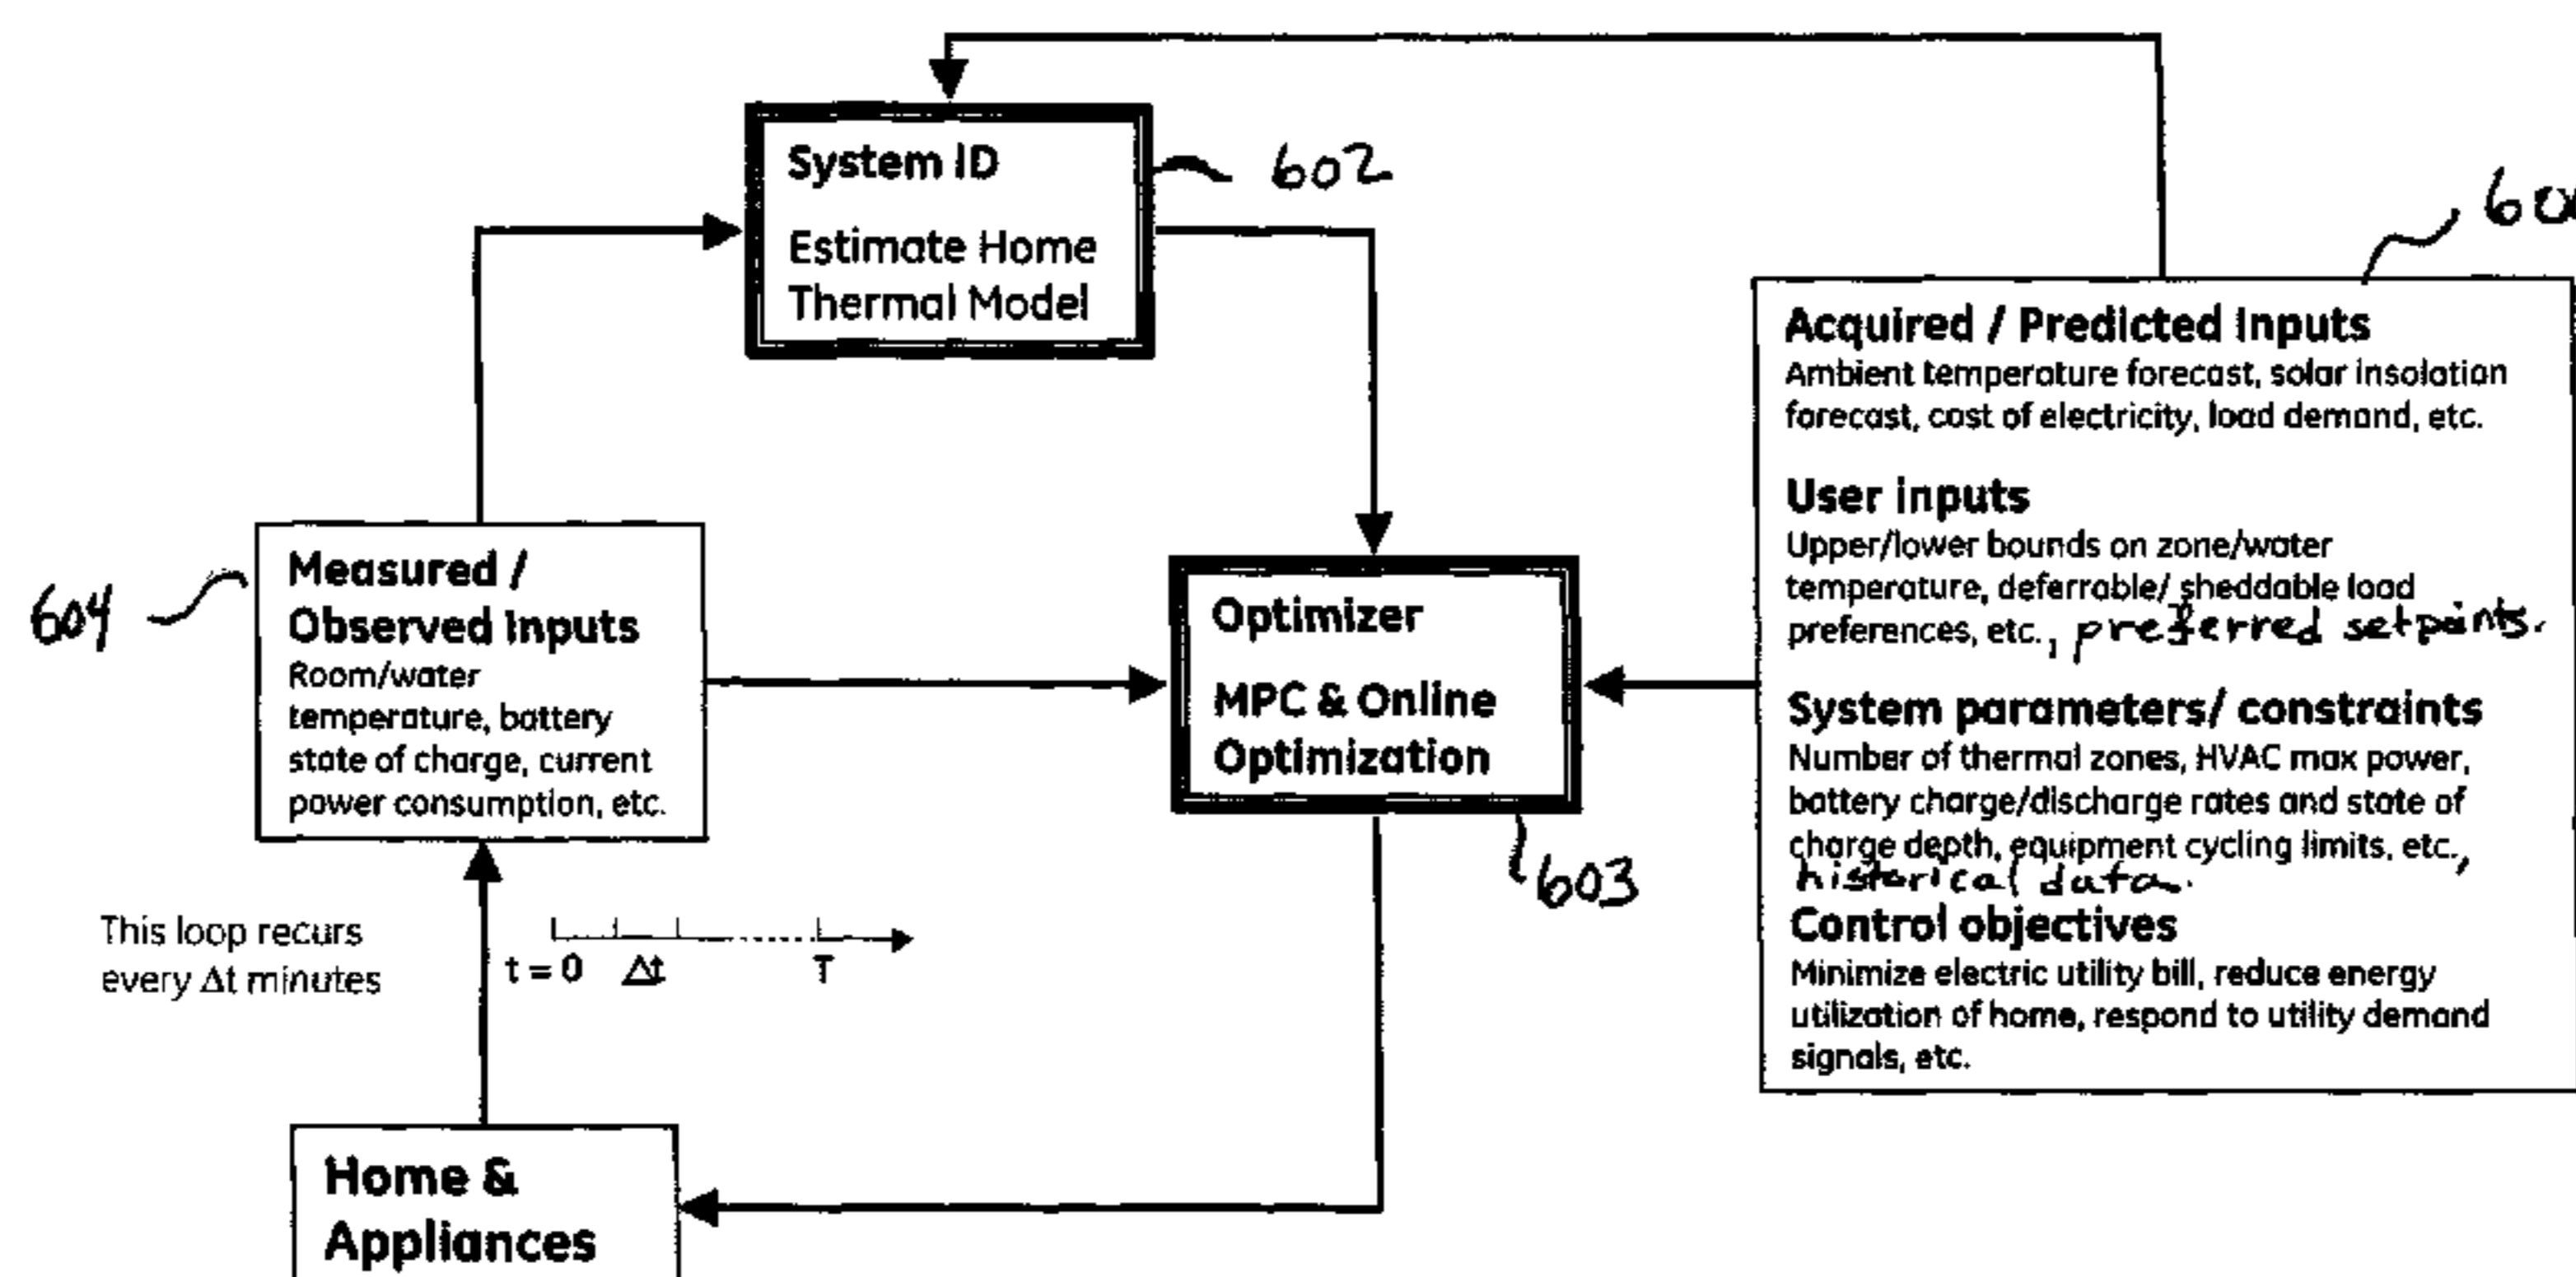 System ID
Estimate Home
Thermal Model
602
Acquired / Predicted Inputs
Ambient temperature forecast, solar insolation
forecast, cost of electricity, load demand, etc.
User inputs
Upper/lower bounds on zone/water
temperature, deferrable/ sheddable load
preferences, etc., preferred setpoints.
System parameters/ constraints
Number of thermal zones, HVAC max power,
battery charge/discharge rates and state of
charge depth, equipment cycling limits, etc.,
historical data.
Control objectives
Minimize electric utility bill, reduce energy
utilization of home, respond to utility demand
signals, etc.
604
Measured /
Observed Inputs
Room/water
temperature, battery
state of charge, current
power consumption, etc.
Optimizer
MPC & Online
Optimization
603
This loop recurs
every Δt minutes
t = 0 Δt T
Home &
Appliances